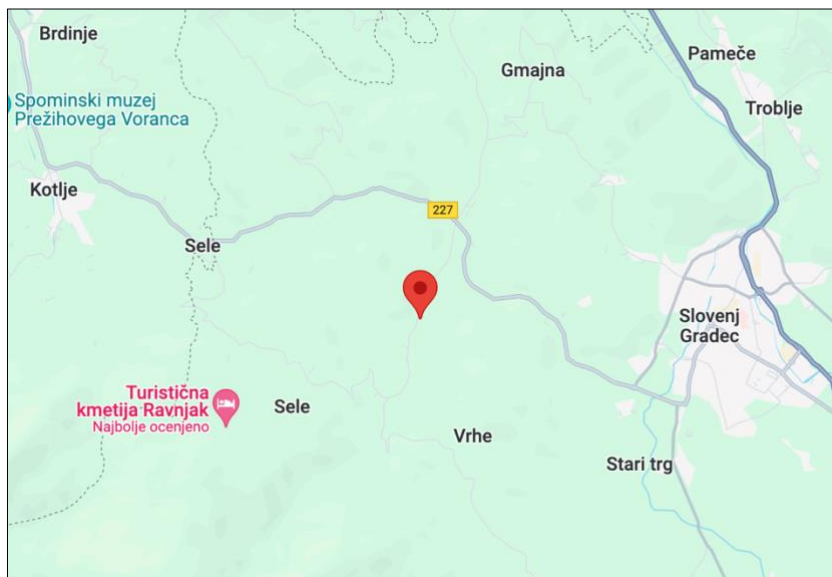 Brdinje
Pameče
Gmajna
Spominski muzej
Prežihovega Voranca
Troblje
Kotlje
227
Sele
Slovenj
Gradec
Turistična
kmetija Ravnjak
Najbolje ocenjeno
Sele
Vrhe
Stari trg